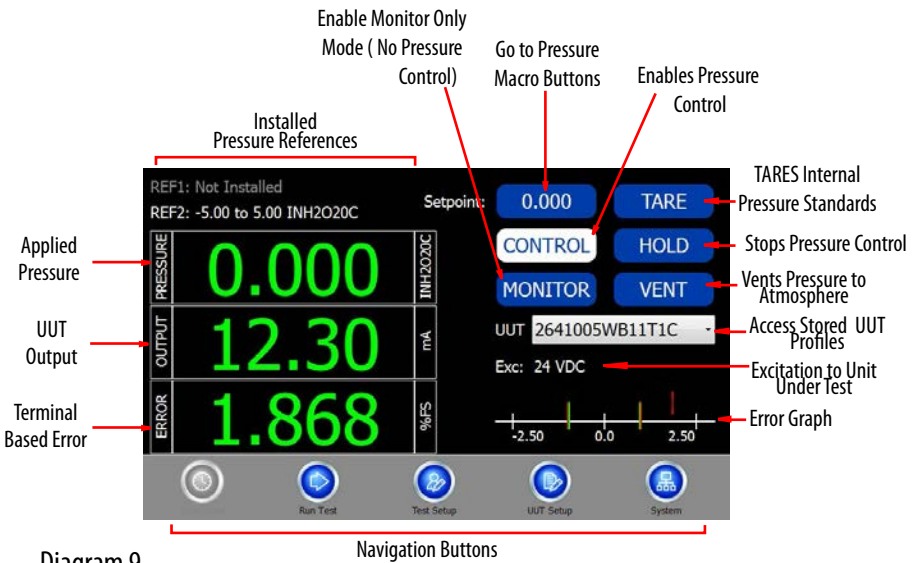 Enable Monitor Only
Mode ( No Pressure
Control)
Go to Pressure
Macro Buttons
Enables Pressure
Control
Installed
Pressure References
TARES Internal
Pressure Standards
Stops Pressure Control
Vents Pressure to
Atmosphere
Access Stored UUT
Profiles
Excitation to Unit
Under Test
Error Graph
Applied
Pressure
UUT
Output
Terminal
Based Error
REF1: Not Installed
REF2: -5.00 to 5.00 INH2O20C
Setpoint:
0.000
TARE
CONTROL
HOLD
MONITOR
VENT
PRESSURE
0.000
INH2O20C
OUTPUT
12.30
mA
ERROR
1.868
%FS
UUT
2641005WB11T1C
Exc: 24 VDC
-2.50
0.0
2.50
Run Test
Test Setup
UUT Setup
System
Navigation Buttons
Diagram 9